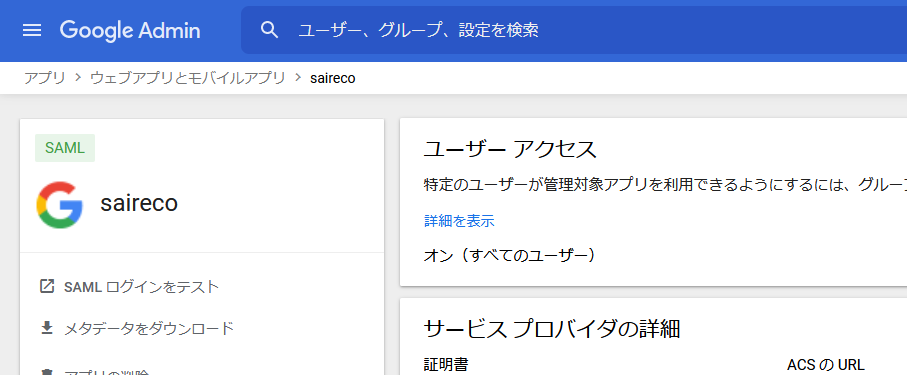 Google Admin
ユーザー、グループ、設定を検索
アプリ > ウェブアプリとモバイルアプリ > saireco
SAML
saireco
SAML ログインをテスト
メタデータをダウンロード
アプリの削除
ユーザー アクセス
特定のユーザーが管理対象アプリを利用できるようにするには、グルー
詳細を表示
オン（すべてのユーザー）
サービス プロバイダの詳細
証明書
ACS の URL